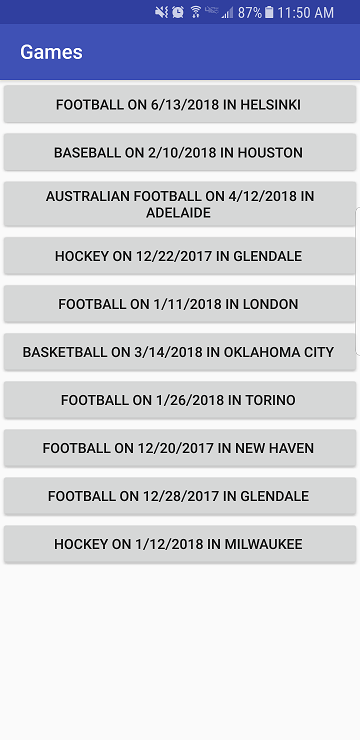 87% 11:50 AM
Games
FOOTBALL ON 6/13/2018 IN HELSINKI
BASEBALL ON 2/10/2018 IN HOUSTON
AUSTRALIAN FOOTBALL ON 4/12/2018 IN
ADELAIDE
HOCKEY ON 12/22/2017 IN GLENDALE
FOOTBALL ON 1/11/2018 IN LONDON
BASKETBALL ON 3/14/2018 IN OKLAHOMA CITY
FOOTBALL ON 1/26/2018 IN TORINO
FOOTBALL ON 12/20/2017 IN NEW HAVEN
FOOTBALL ON 12/28/2017 IN GLENDALE
HOCKEY ON 1/12/2018 IN MILWAUKEE